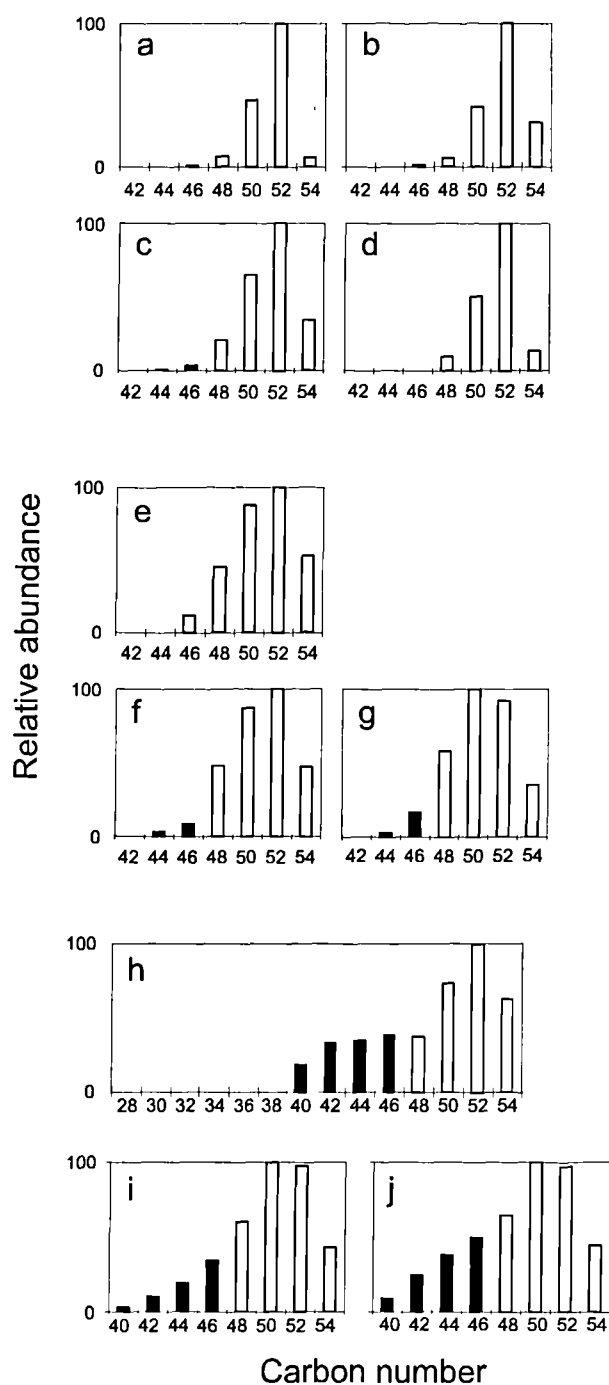 100 a b
0
42 44 46 48 50 52 54 42 44 46 48 50 52 54
100 c d
0
42 44 46 48 50 52 54 42 44 46 48 50 52 54
Relative abundance
100 e
0
42 44 46 48 50 52 54
100 f g
0
42 44 46 48 50 52 54 42 44 46 48 50 52 54
100 h
0
28 30 32 34 36 38 40 42 44 46 48 50 52 54
100 i j
0
40 42 44 46 48 50 52 54 40 42 44 46 48 50 52 54
Carbon number